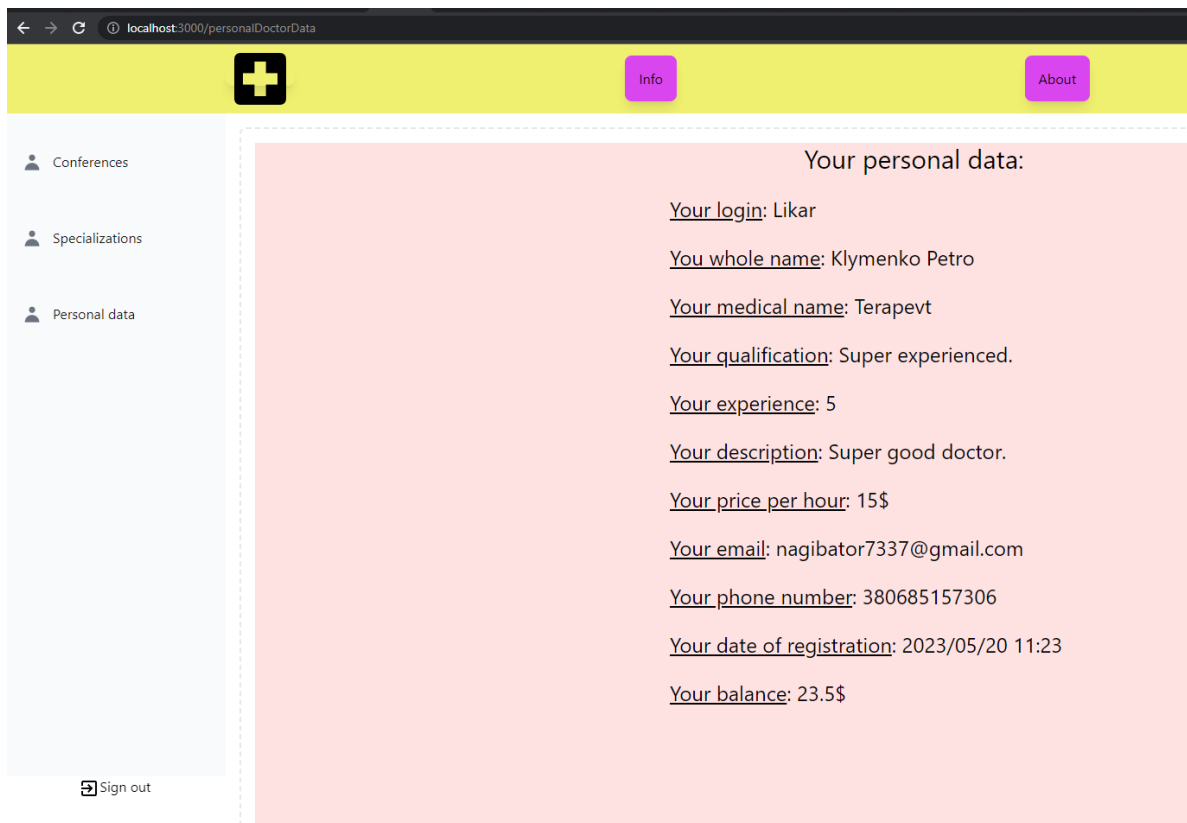 localhost:3000/personalDoctorData
Info
About
Conferences
Specializations
Personal data
Sign out
Your personal data:
Your login: Likar
You whole name: Klymenko Petro
Your medical name: Terapevt
Your qualification: Super experienced.
Your experience: 5
Your description: Super good doctor.
Your price per hour: 15$
Your email: nagibator7337@gmail.com
Your phone number: 380685157306
Your date of registration: 2023/05/20 11:23
Your balance: 23.5$